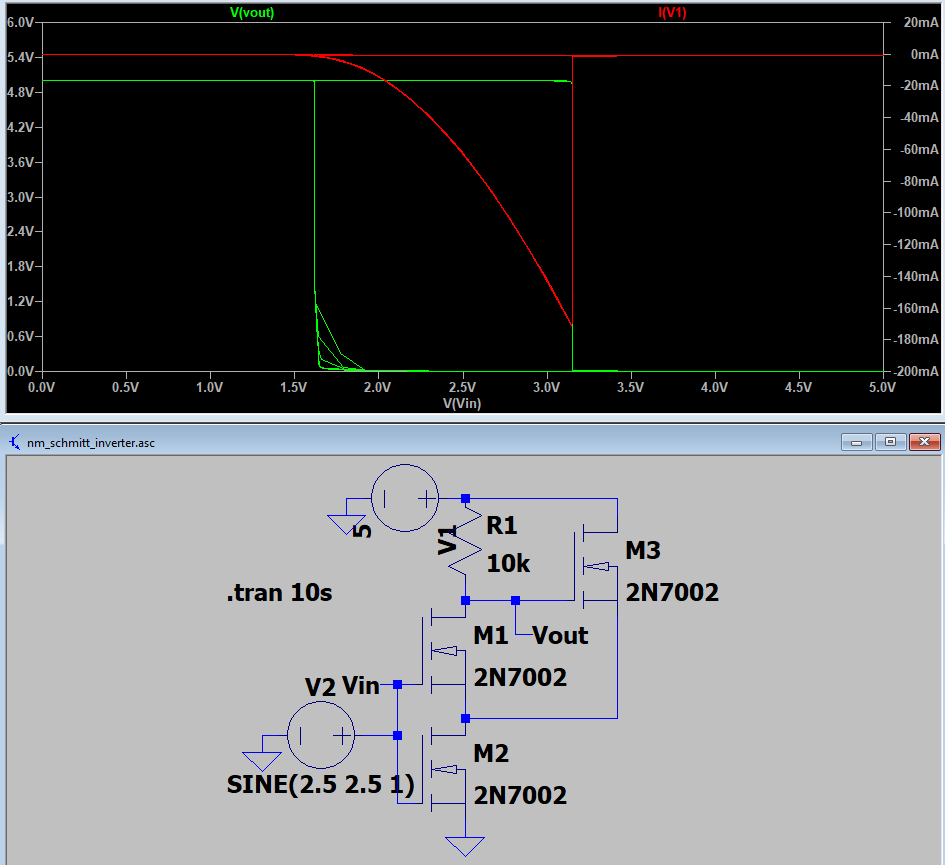 V(vout) I(V1)
6.0V 20mA
5.4V 0mA
4.8V -20mA
4.2V -40mA
3.6V -60mA
3.0V -80mA
2.4V -100mA
1.8V -120mA
1.2V -140mA
0.6V -160mA
0.0V -180mA
-200mA
0.0V 0.5V 1.0V 1.5V 2.0V 2.5V 3.0V 3.5V 4.0V 4.5V 5.0V
V(Vin)
nm_schmitt_inverter.asc
5
V1
R1
10k
M3
2N7002
.tran 10s
M1
Vout
2N7002
V2 Vin
M2
SINE(2.5 2.5 1)
2N7002